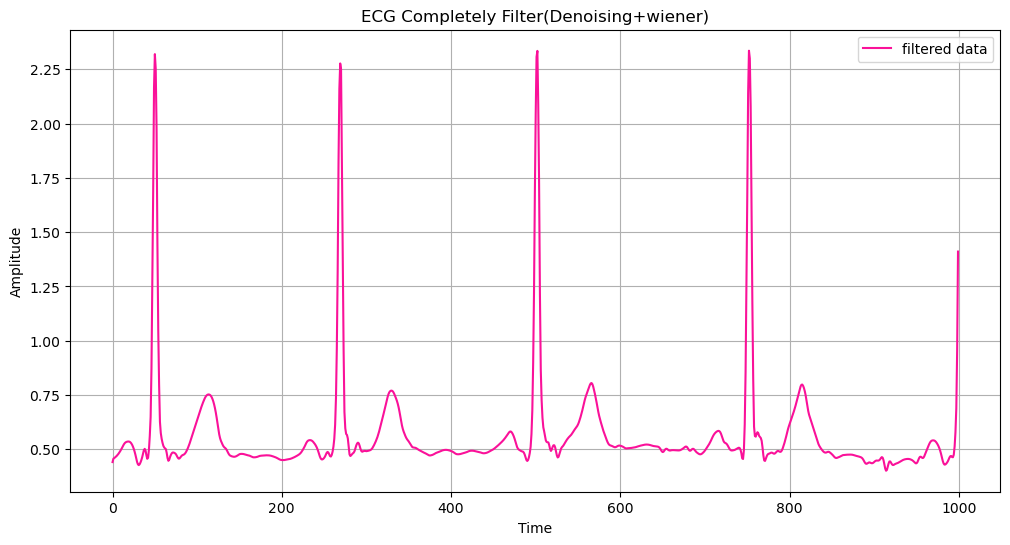 ECG Completely Filter(Denoising+wiener)
filtered data
2.25
2.00
1.75
1.50
1.25
1.00
0.75
0.50
Amplitude
0 200 400 600 800 1000
Time